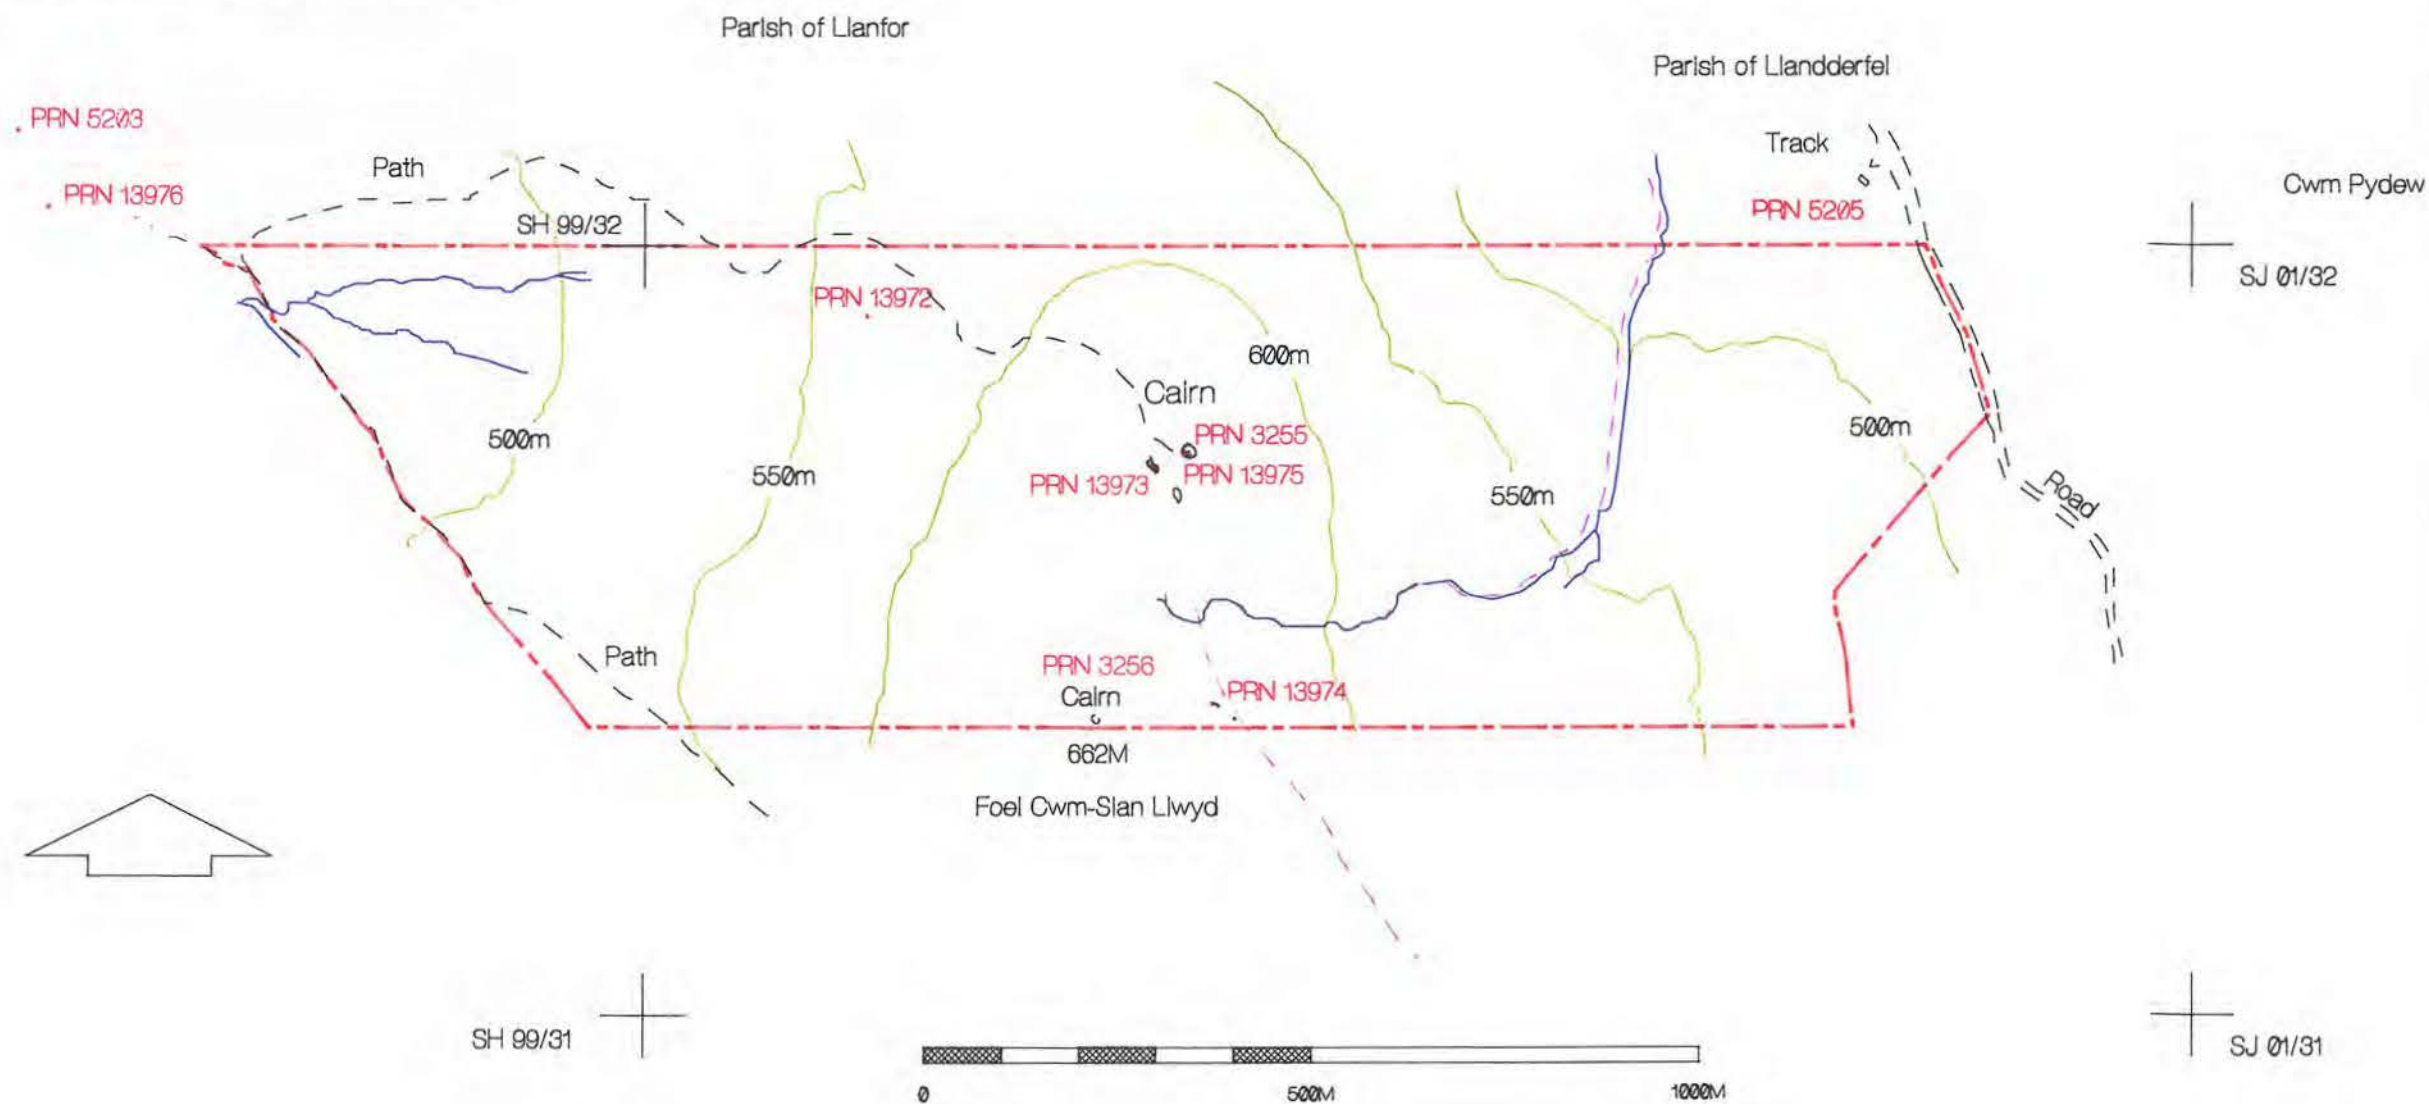 Parish of Llanfor
Parish of Llandderfel
PRN 5203
Track
Path
Cwm Pydew
PRN 13976
PRN 5205
SH 99/32
SJ 01/32
PRN 13972
600m
Cairn
500m
500m
PRN 3255
550m
PRN 13973
PRN 13975
550m
Road
Path
PRN 3256
Cairn
PRN 13974
662M
Foel Cwm-Sian Llwyd
SH 99/31
SJ 01/31
0
500M
1000M